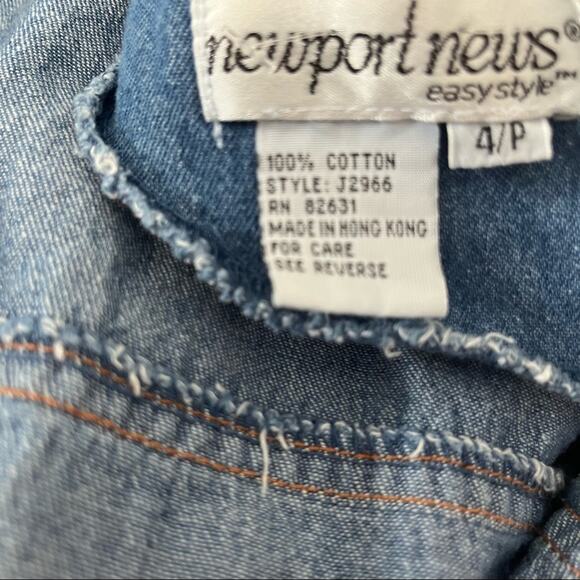 newport news®
easystyle™
4/P
100% COTTON
STYLE: J2966
RN 82631
MADE IN HONG KONG
FOR CARE
SEE REVERSE